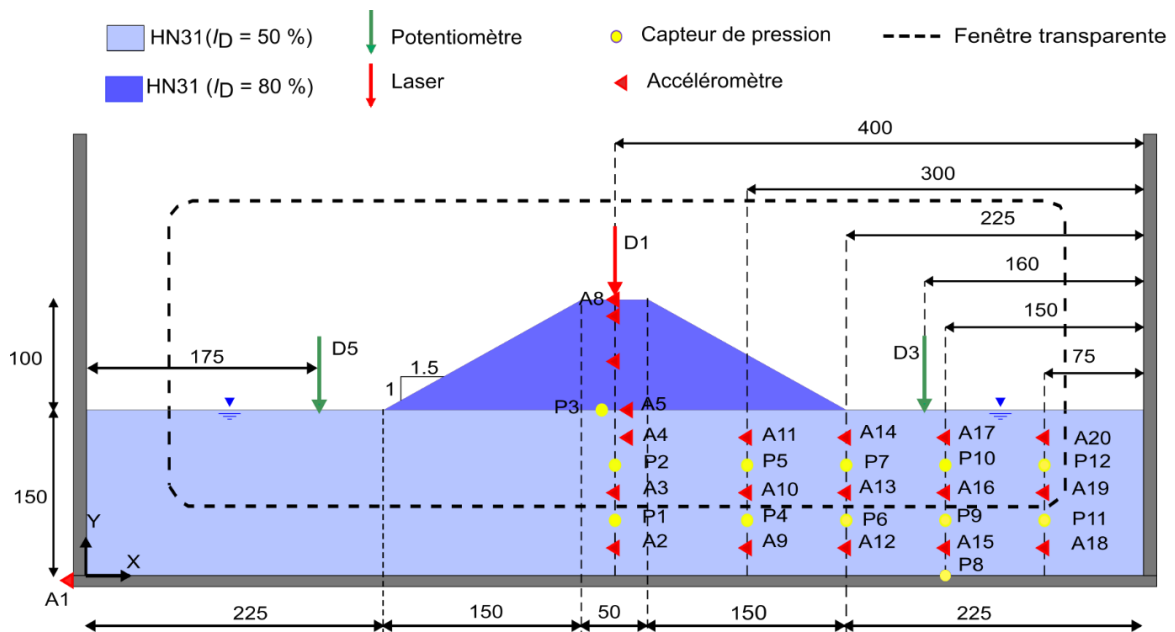 HN31 (ID = 50 %) Potentiomètre Capteur de pression Fenêtre transparente
HN31 (ID = 80 %) Laser Accéléromètre
400
300
225
D1
160
A8
150
100
175
D5
D3
75
1
1.5
P3 A5
A4 A11 A14 A17 A20
P2 P5 P7 P10 P12
150
A3 A10 A13 A16 A19
Y
P1 P4 P6 P9 P11
X
A2 A9 A12 A15 A18
P8
A1
225 150 50 150 225